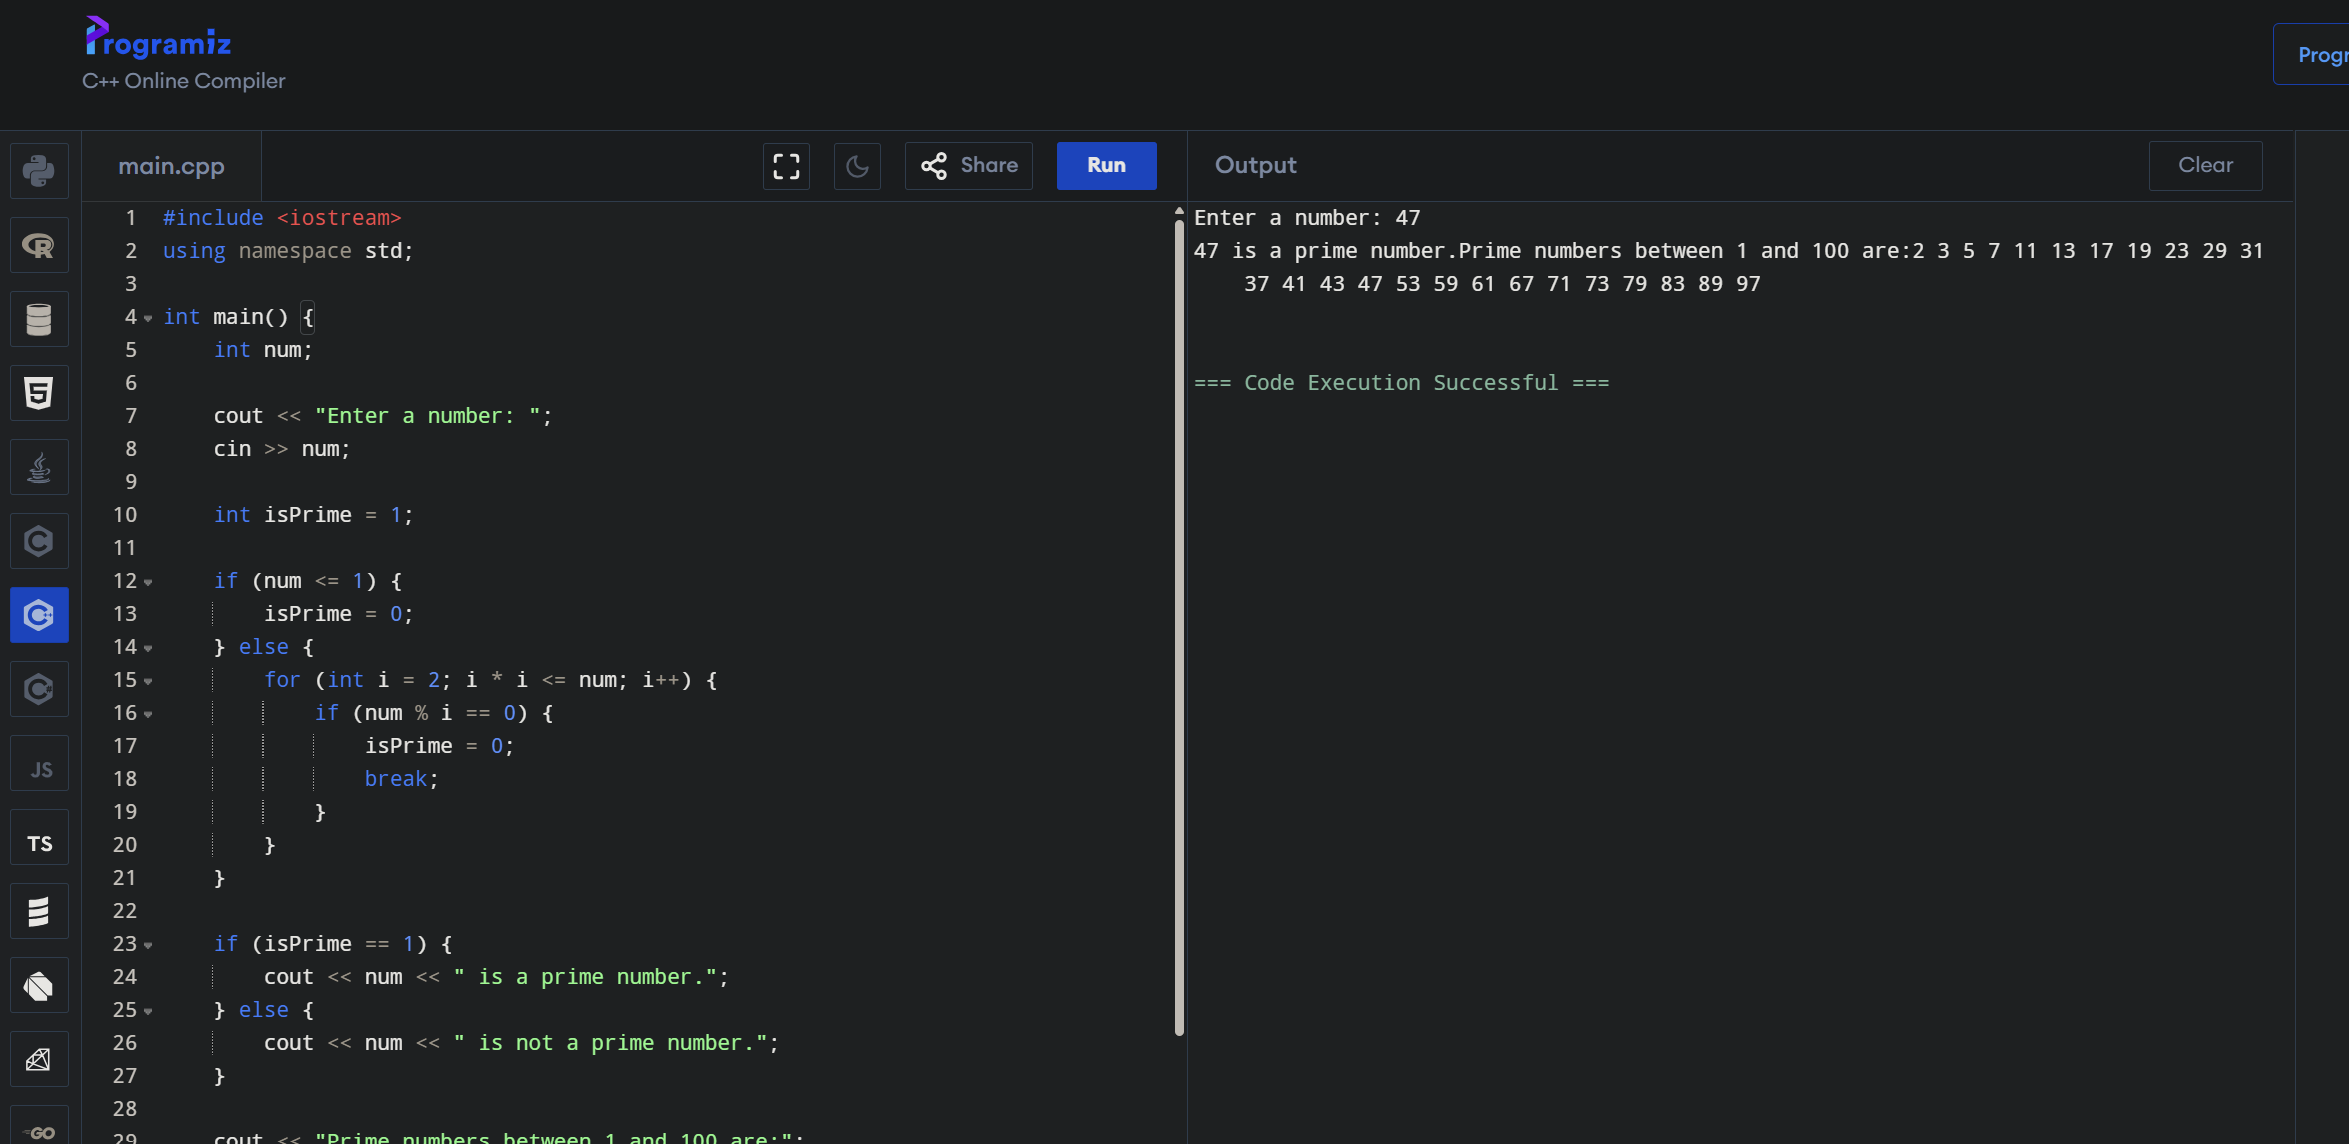 Programiz
C++ Online Compiler
Progr
main.cpp
Share
Run
Output
Clear
1 #include <iostream>
2 using namespace std;
3
4 int main() {
5     int num;
6
7     cout << "Enter a number: ";
8     cin >> num;
9
10     int isPrime = 1;
11
12     if (num <= 1) {
13         isPrime = 0;
14     } else {
15         for (int i = 2; i * i <= num; i++) {
16             if (num % i == 0) {
17                 isPrime = 0;
18                 break;
19             }
20         }
21     }
22
23     if (isPrime == 1) {
24         cout << num << " is a prime number.";
25     } else {
26         cout << num << " is not a prime number.";
27     }
28
29     cout << "Prime numbers between 1 and 100 are:";
Enter a number: 47
47 is a prime number.Prime numbers between 1 and 100 are:2 3 5 7 11 13 17 19 23 29 31
37 41 43 47 53 59 61 67 71 73 79 83 89 97
=== Code Execution Successful ===
R
5
C
C++
C
JS
TS
GO